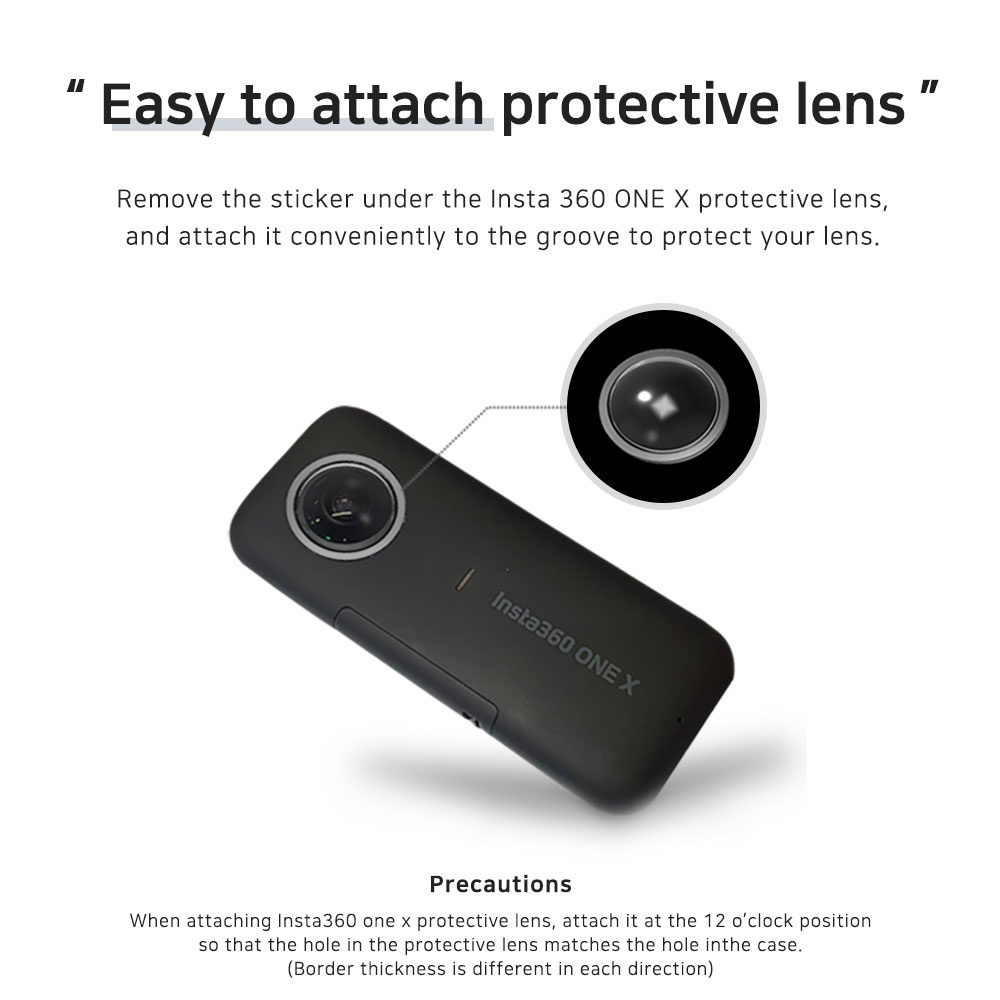 “ Easy to attach protective lens ”
Remove the sticker under the Insta 360 ONE X protective lens,
and attach it conveniently to the groove to protect your lens.
Insta360 ONE X
Precautions
When attaching Insta360 one x protective lens, attach it at the 12 o’clock position
so that the hole in the protective lens matches the hole inthe case.
(Border thickness is different in each direction)